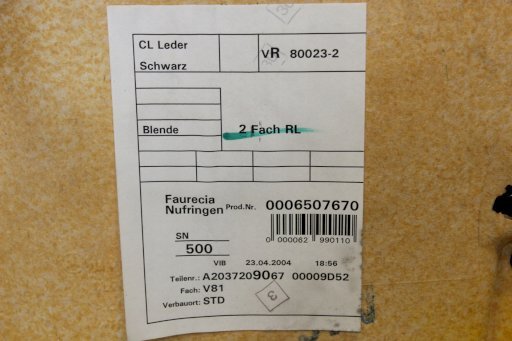 CL Leder
Schwarz
VR 80023-2
Blende
2 Fach RL
Faurecia
Nufringen
Prod.Nr. 0006507670
0 000062 990110
SN
500
VIB 23.04.2004 18:56
Teilenr.: A2037209067 00009D52
Fach: V81
Verbauort: STD
3